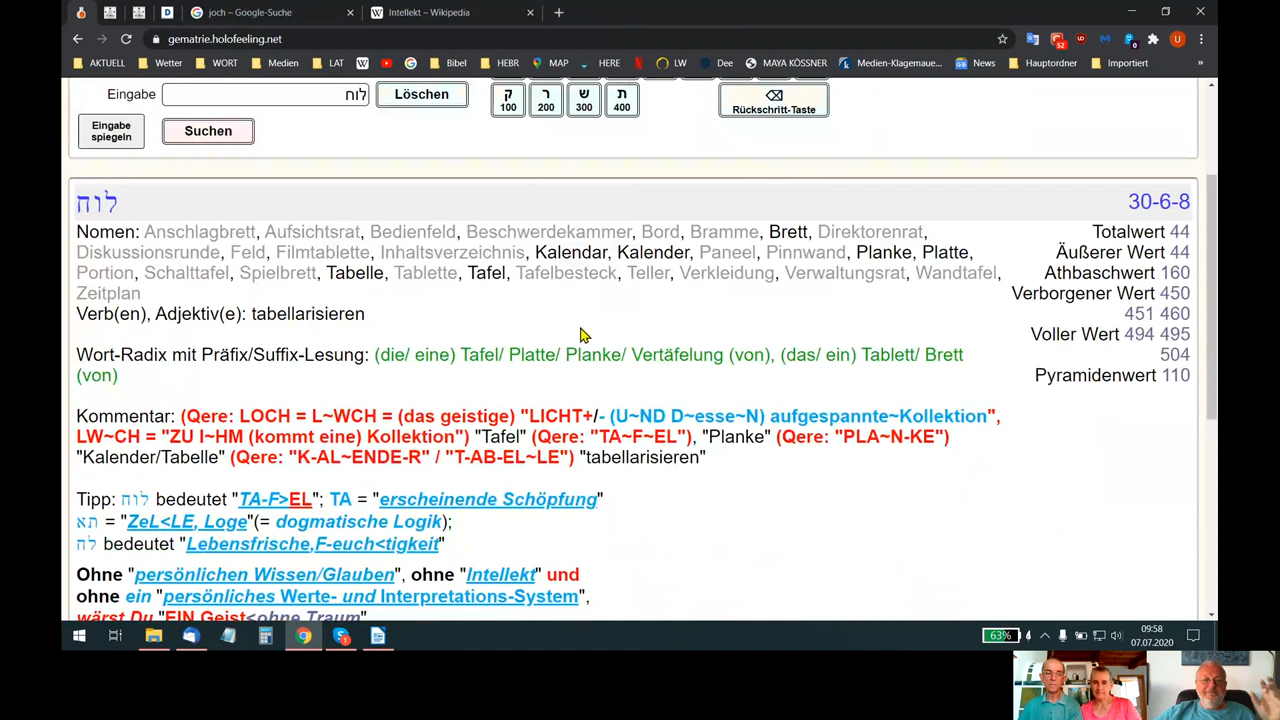 joch – Google-Suche
Intellekt – Wikipedia
gematrie.holofeeling.net
AKTUELL Wetter WORT Medien LAT Bibel HEBR MAP HERE LW Dee MAYA KÖSSNER Medien-Klagemaue... News Hauptordner Importiert »
Eingabe לוח Löschen ק ר ש ת
100 200 300 400 Rückschritt-Taste
Eingabe spiegeln Suchen
לוח 30-6-8
Nomen: Anschlagbrett, Aufsichtsrat, Bedienfeld, Beschwerdekammer, Bord, Bramme, Brett, Direktorenrat,
Diskussionsrunde, Feld, Filmtablette, Inhaltsverzeichnis, Kalendar, Kalender, Paneel, Pinnwand, Planke, Platte,
Portion, Schalttafel, Spielbrett, Tabelle, Tablette, Tafel, Tafelbesteck, Teller, Verkleidung, Verwaltungsrat, Wandtafel,
Zeitplan
Verb(en), Adjektiv(e): tabellarisieren
Totalwert 44
Äußerer Wert 44
Athbaschwert 160
Verborgener Wert 450
451 460
Voller Wert 494 495
504
Pyramidenwert 110
Wort-Radix mit Präfix/Suffix-Lesung: (die/ eine) Tafel/ Platte/ Planke/ Vertäfelung (von), (das/ ein) Tablett/ Brett
(von)
Kommentar: (Qere: LOCH = L~WCH = (das geistige) "LICHT+/- (U~ND D~esse~N) aufgespannte~Kollektion",
LW~CH = "ZU I~HM (kommt eine) Kollektion") "Tafel" (Qere: "TA~F~EL"), "Planke" (Qere: "PLA~N-KE")
"Kalender/Tabelle" (Qere: "K-AL~ENDE-R" / "T-AB-EL~LE") "tabellarisieren"
Tipp: לוח bedeutet "TA-F>EL"; TA = "erscheinende Schöpfung"
תא = "ZeL<LE, Loge"(= dogmatische Logik);
לח bedeutet "Lebensfrische,F-euch<tigkeit"
Ohne "persönlichen Wissen/Glauben", ohne "Intellekt" und
ohne ein "persönliches Werte- und Interpretations-System",
wärst Du "EIN Geist<ohne Traum"
63%
09:58
07.07.2020